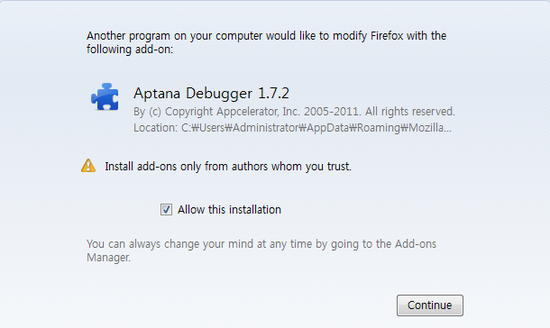 Another program on your computer would like to modify Firefox with the
following add-on:
Aptana Debugger 1.7.2
By (c) Copyright Appcelerator, Inc. 2005-2011. All rights reserved.
Location: C:₩Users₩Administrator₩AppData₩Roaming₩Mozilla...
Install add-ons only from authors whom you trust.
Allow this installation
You can always change your mind at any time by going to the Add-ons
Manager.
Continue